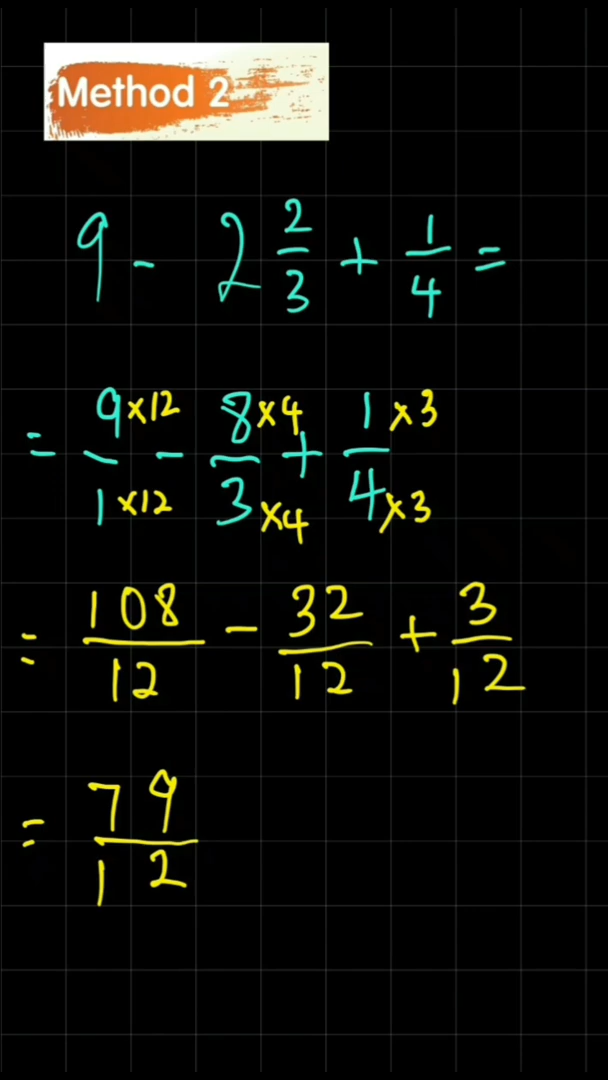 Method 2
9 - 2 2/3 + 1/4 =
= 9×12/1×12 - 8×4/3×4 + 1×3/4×3
= 108/12 - 32/12 + 3/12
= 79/12